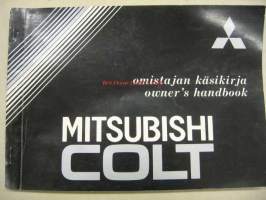 omistajan käsikirja
owner's handbook
MITSUBISHI
COLT